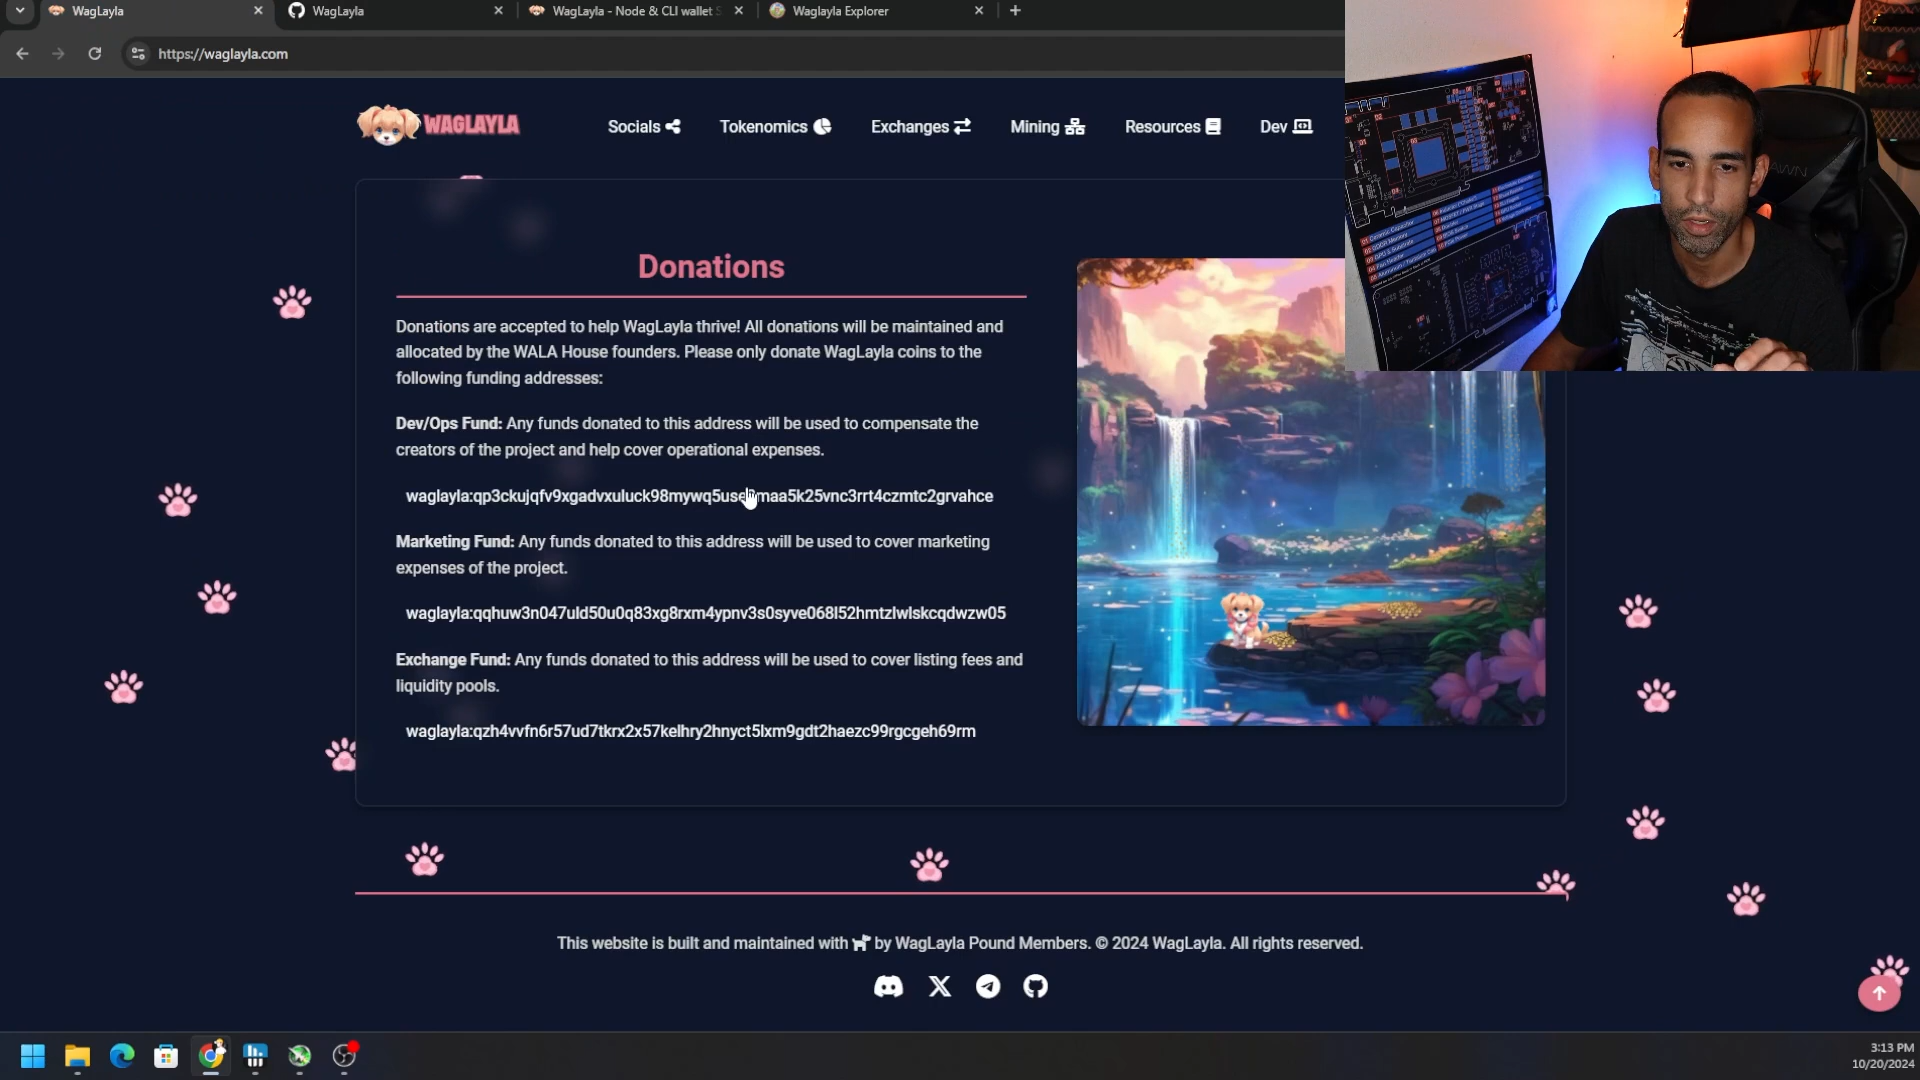 WagLayla
WagLayla
WagLayla - Node & CLI wallet
Waglayla Explorer
https://waglayla.com
WAGLAYLA
Socials
Tokenomics
Exchanges
Mining
Resources
Dev
Donations
Donations are accepted to help WagLayla thrive! All donations will be maintained and
allocated by the WALA House founders. Please only donate WagLayla coins to the
following funding addresses:
Dev/Ops Fund: Any funds donated to this address will be used to compensate the
creators of the project and help cover operational expenses.
Marketing Fund: Any funds donated to this address will be used to cover marketing
expenses of the project.
waglayla:qqhuw3n047uld50u0q83xg8rxm4ypnv3s0syve068l52hmtzlwlskcqdwzw05
Exchange Fund: Any funds donated to this address will be used to cover listing fees and
liquidity pools.
waglayla:qzh4vvfn6r57ud7tkrx2x57kelhry2hnyct5lxm9gdt2haezc99rgcgeh69rm
This website is built and maintained with by WagLayla Pound Members. © 2024 WagLayla. All rights reserved.
3:13 PM
10/20/2024